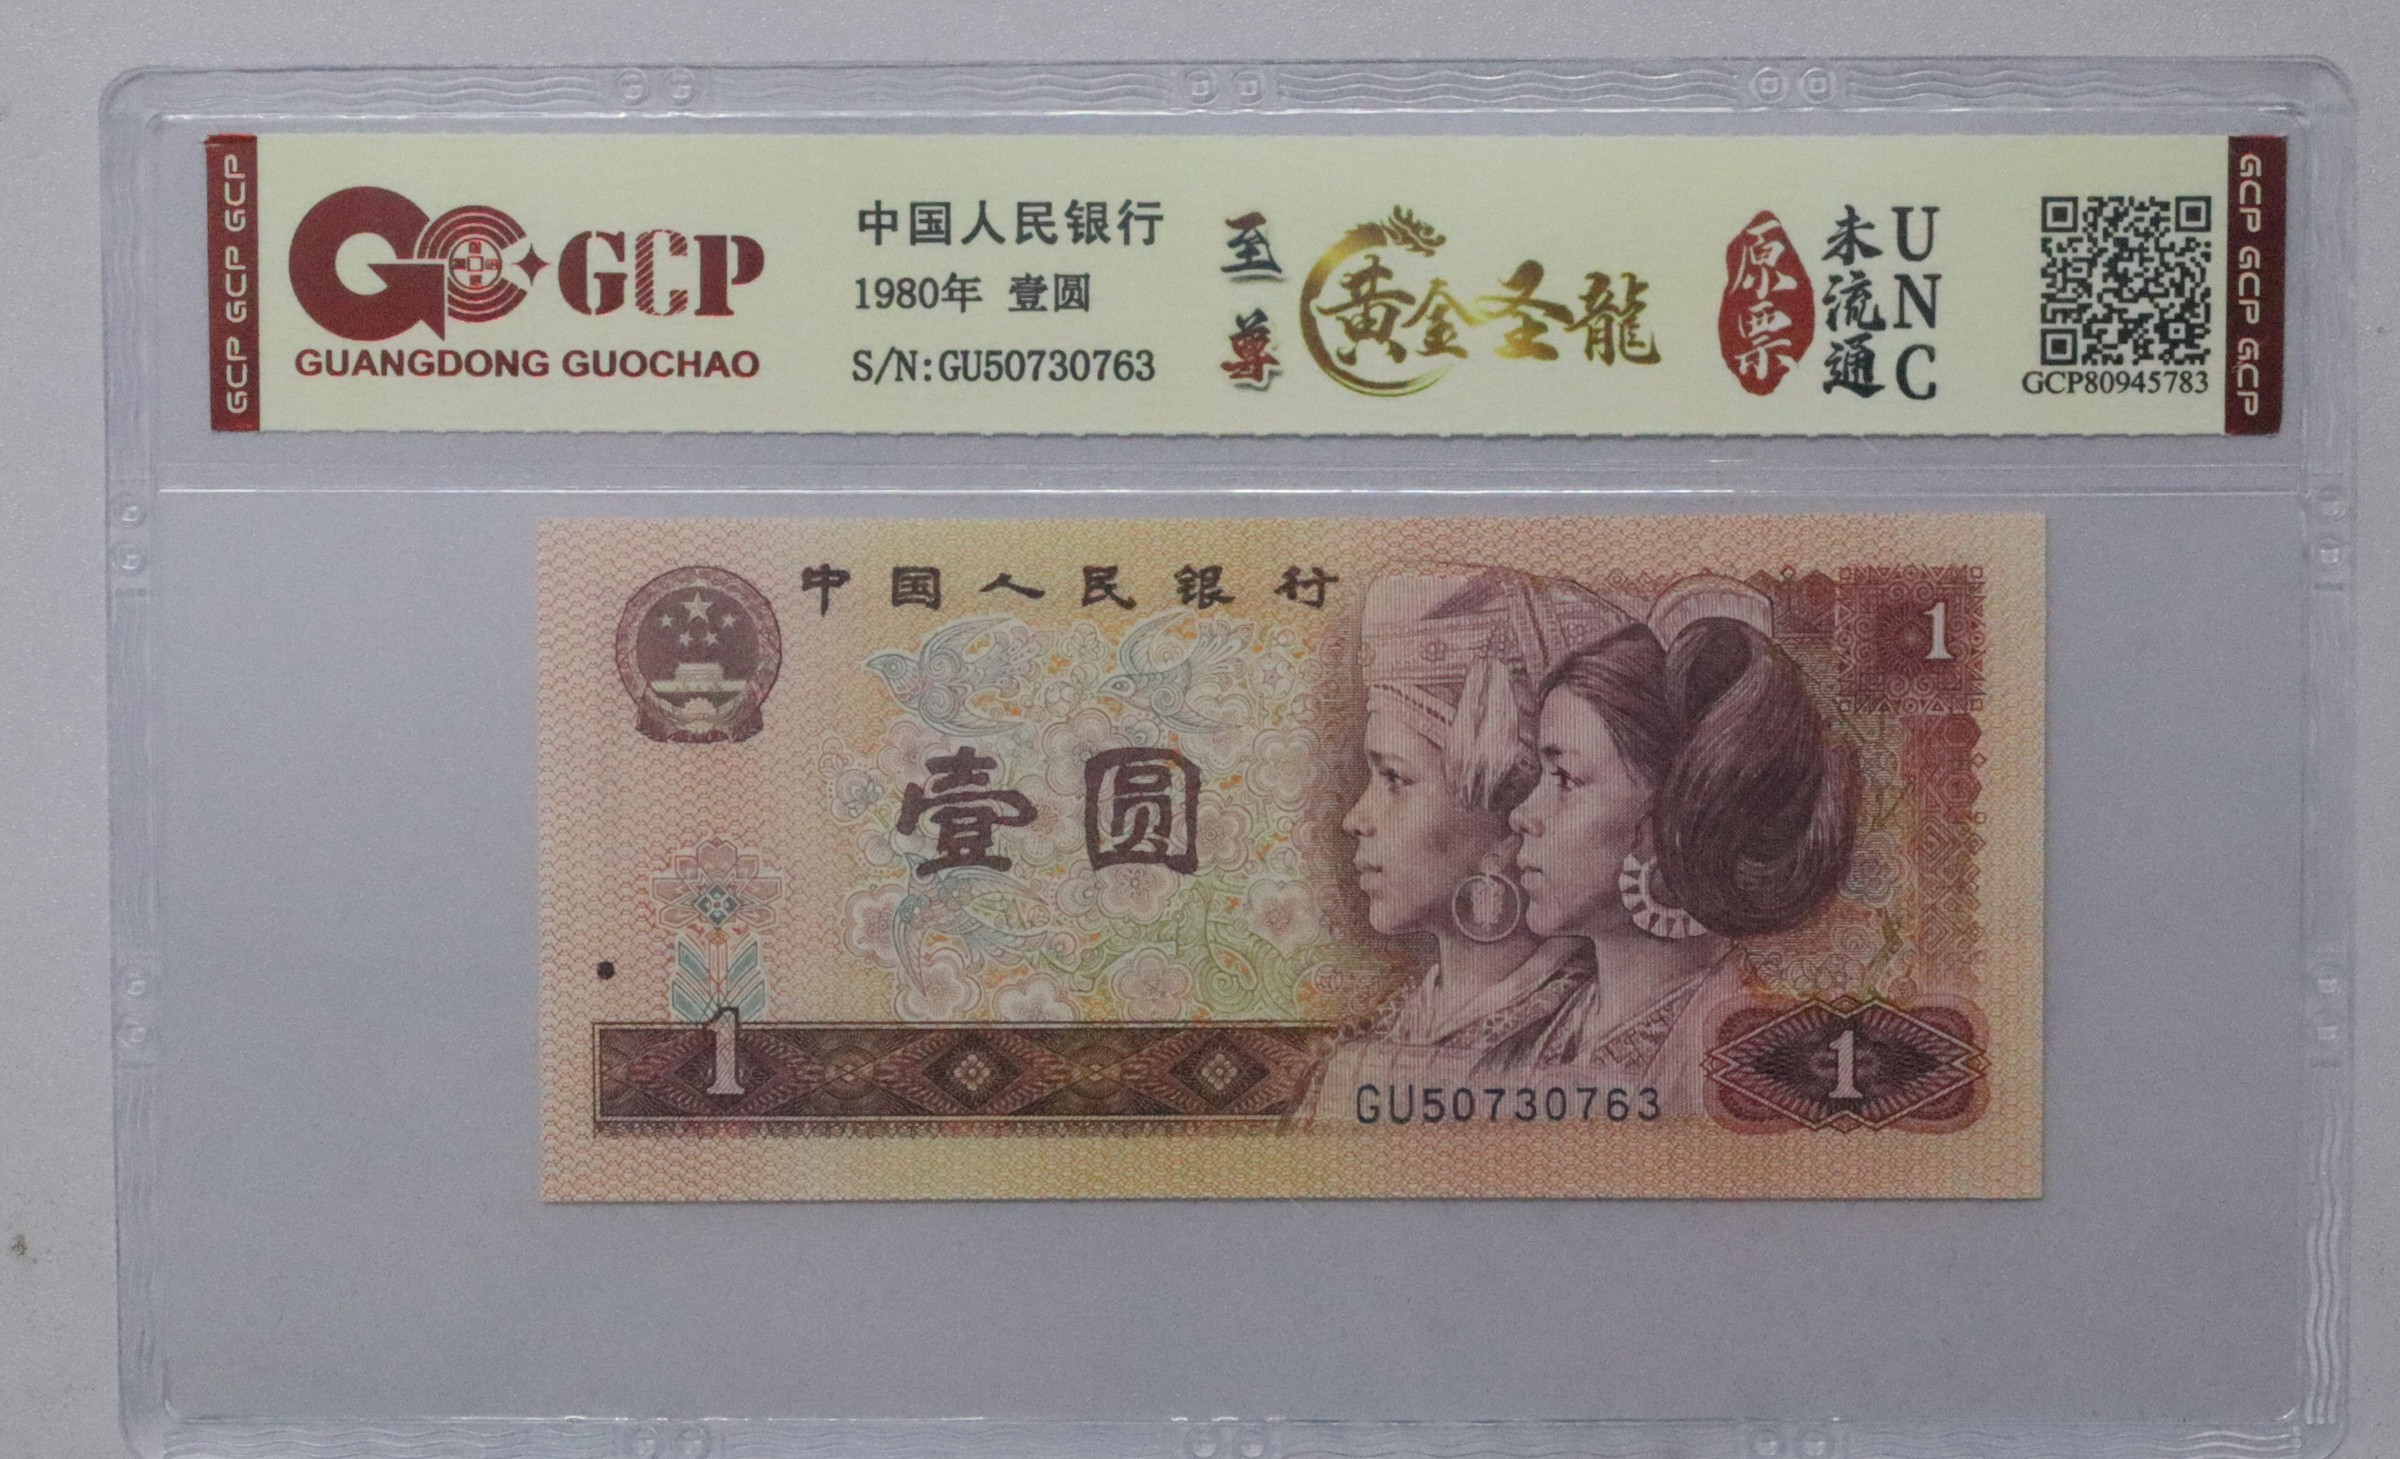 GCP GCP GCP
GCP
GUANGDONG GUOCHAO
中国人民银行
1980年 壹圆
S/N:GU50730763
至尊
黄金圣龍
原票
未流通
UNC
GCP80945783
GCP GCP GCP
中国人民银行
1
壹圆
1
1
GU50730763